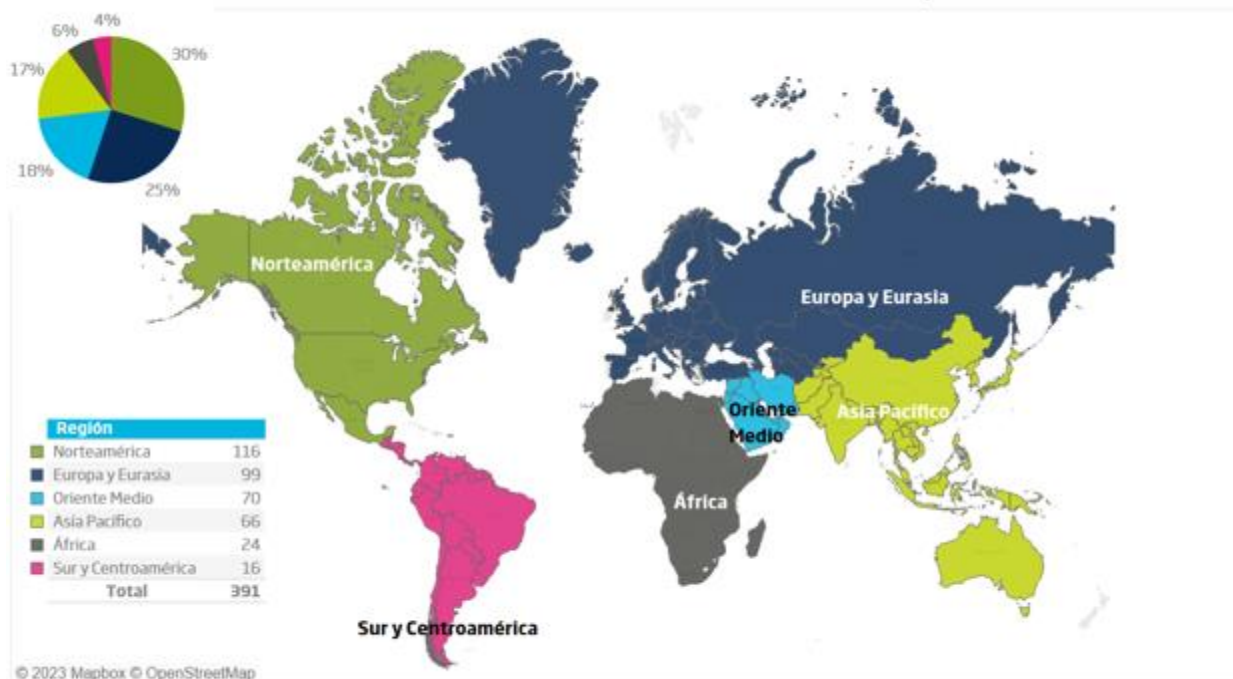 4%
6%
30%
17%
18%
25%
Norteamérica
Europa y Eurasia
Oriente
Medio
Asia Pacífico
África
Sur y Centroamérica
Región
Norteamérica 116
Europa y Eurasia 99
Oriente Medio 70
Asia Pacífico 66
África 24
Sur y Centroamérica 16
Total 391
© 2023 Mapbox © OpenStreetMap